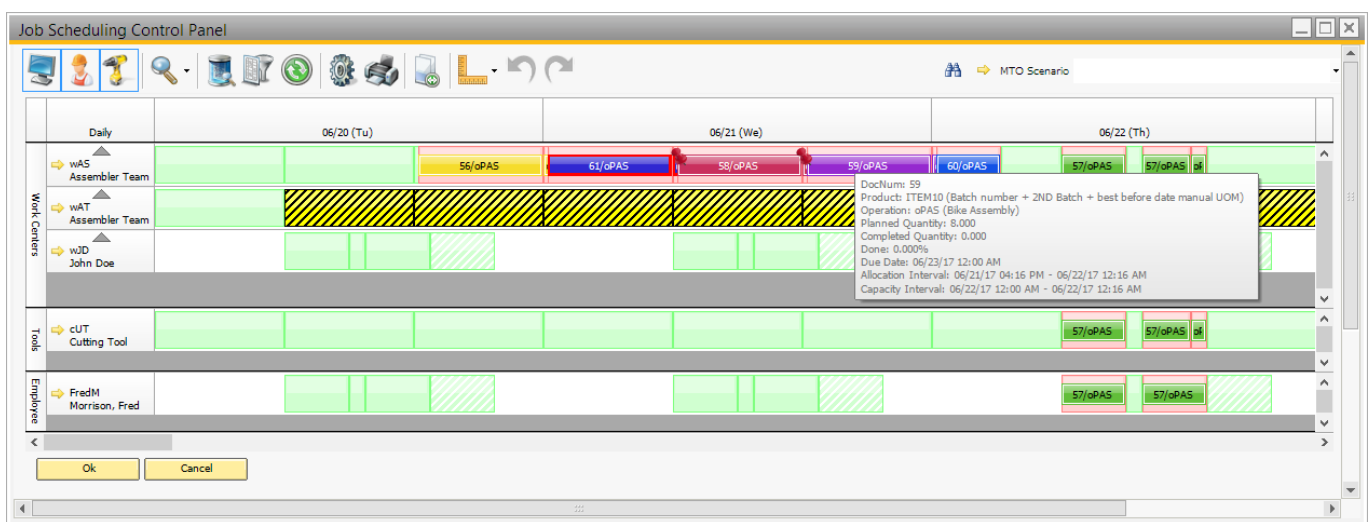 Job Scheduling Control Panel
MTO Scenario
Daily
06/20 (Tu)
06/21 (We)
06/22 (Th)
Work Centers
wAS
Assembler Team
56/oPAS
61/oPAS
58/oPAS
59/oPAS
60/oPAS
57/oPAS
57/oPAS
wAT
Assembler Team
wJD
John Doe
DocNum: 59
Product: ITEM10 (Batch number + 2ND Batch + best before date manual UOM)
Operation: oPAS (Bike Assembly)
Planned Quantity: 8.000
Completed Quantity: 0.000
Done: 0.000%
Due Date: 06/23/17 12:00 AM
Allocation Interval: 06/21/17 04:16 PM - 06/22/17 12:16 AM
Capacity Interval: 06/22/17 12:00 AM - 06/22/17 12:16 AM
Tools
cUT
Cutting Tool
57/oPAS
57/oPAS
Employee
FredM
Morrison, Fred
57/oPAS
57/oPAS
Ok
Cancel